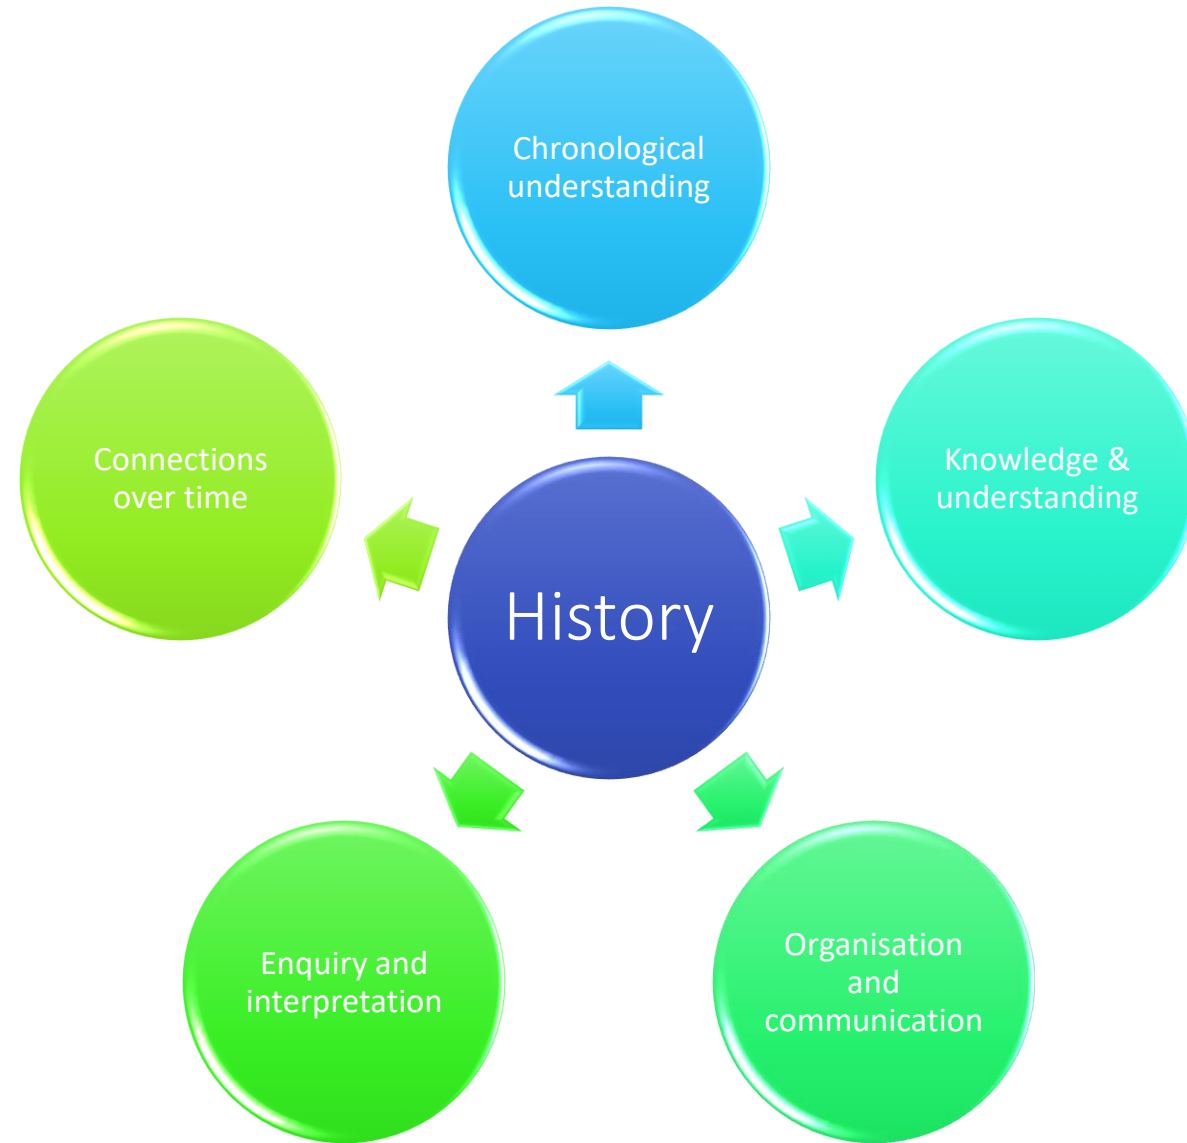 Chronological
understanding
Connections
over time
Knowledge &
understanding
History
Enquiry and
interpretation
Organisation
and
communication